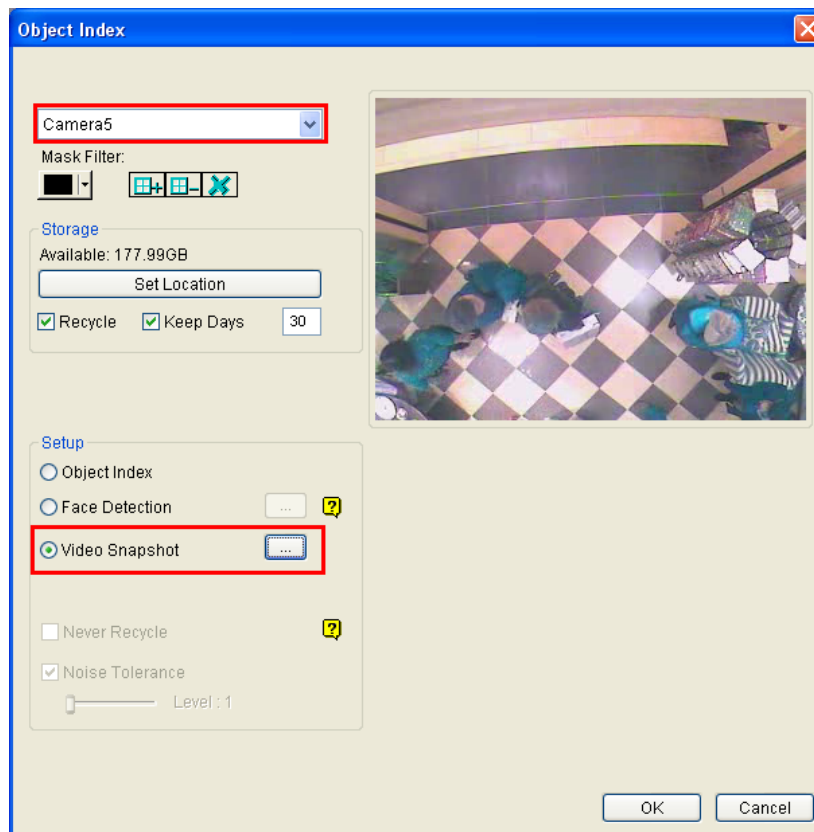 Object Index
Camera5
Mask Filter:
Storage
Available: 177.99GB
Set Location
Recycle
Keep Days
30
Setup
Object Index
Face Detection
...
?
Video Snapshot
...
Never Recycle
?
Noise Tolerance
Level : 1
OK
Cancel